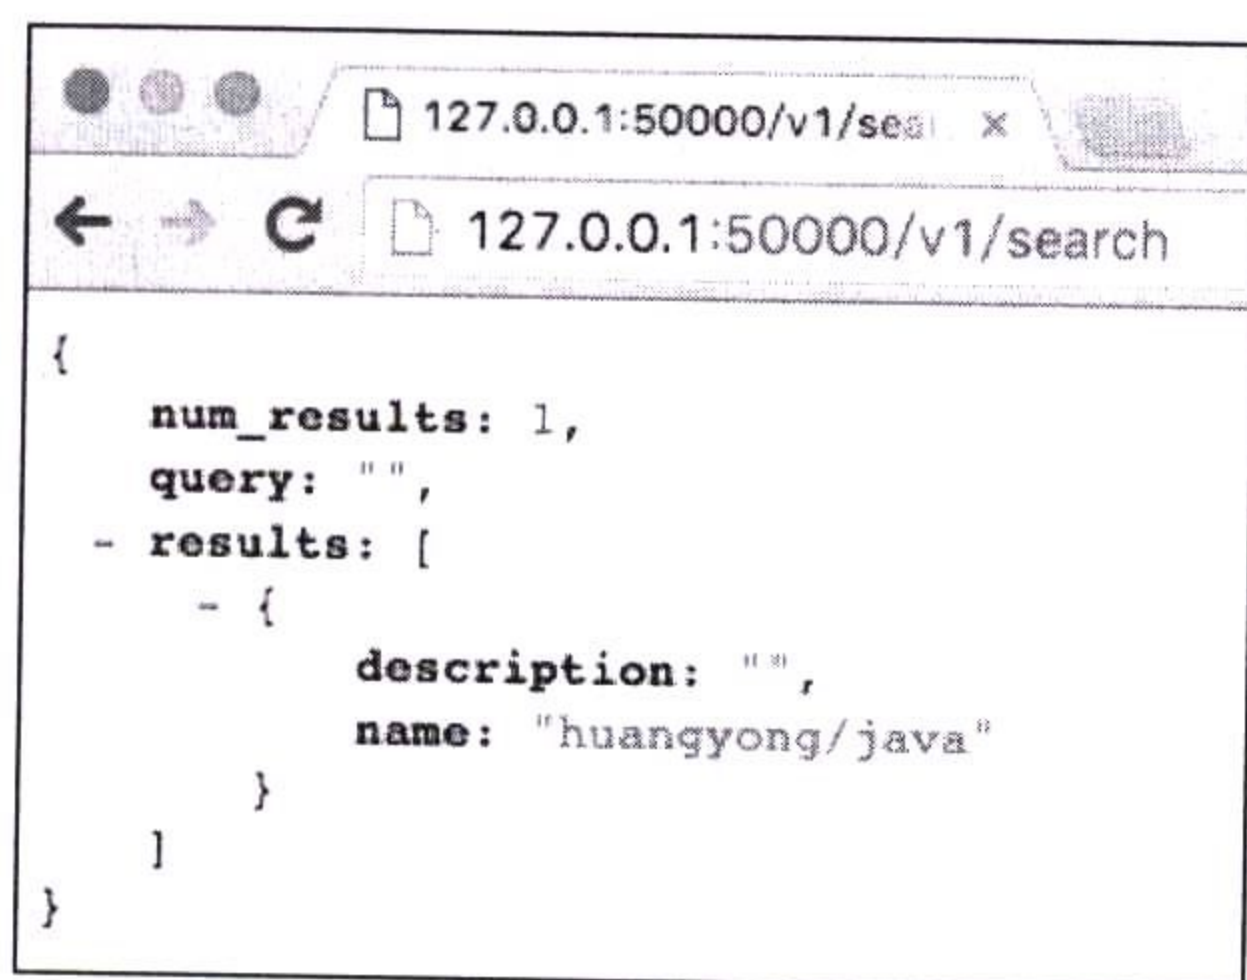 127.0.0.1:50000/v1/sea
127.0.0.1:50000/v1/search
{
num_results: 1,
query: "",
- results: [
- {
description: "",
name: "huangyong/java"
}
]
}